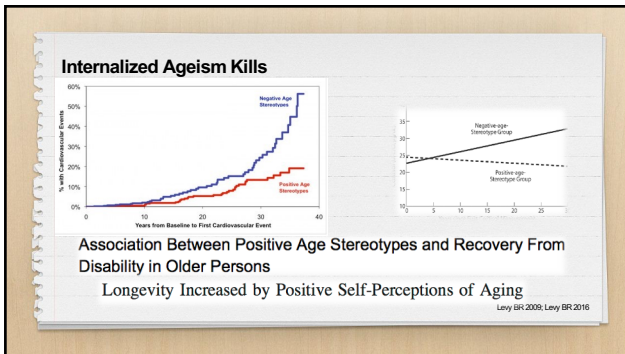 Internalized Ageism Kills
60%
50%
40%
30%
20%
10%
0%
% with Cardiovascular Events
Negative Age
Stereotypes
Positive Age
Stereotypes
0 10 20 30 40
Years from Baseline to First Cardiovascular Event
35
30
25
20
15
10
Negative-age-
Stereotype Group
Positive-age-
Stereotype Group
0 5 10 15 20 25
Association Between Positive Age Stereotypes and Recovery From
Disability in Older Persons
Longevity Increased by Positive Self-Perceptions of Aging
Levy BR 2009; Levy BR 2016